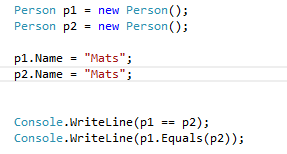 Person p1 = new Person();
Person p2 = new Person();
p1.Name = "Mats";
p2.Name = "Mats";
Console.WriteLine(p1 == p2);
Console.WriteLine(p1.Equals(p2));